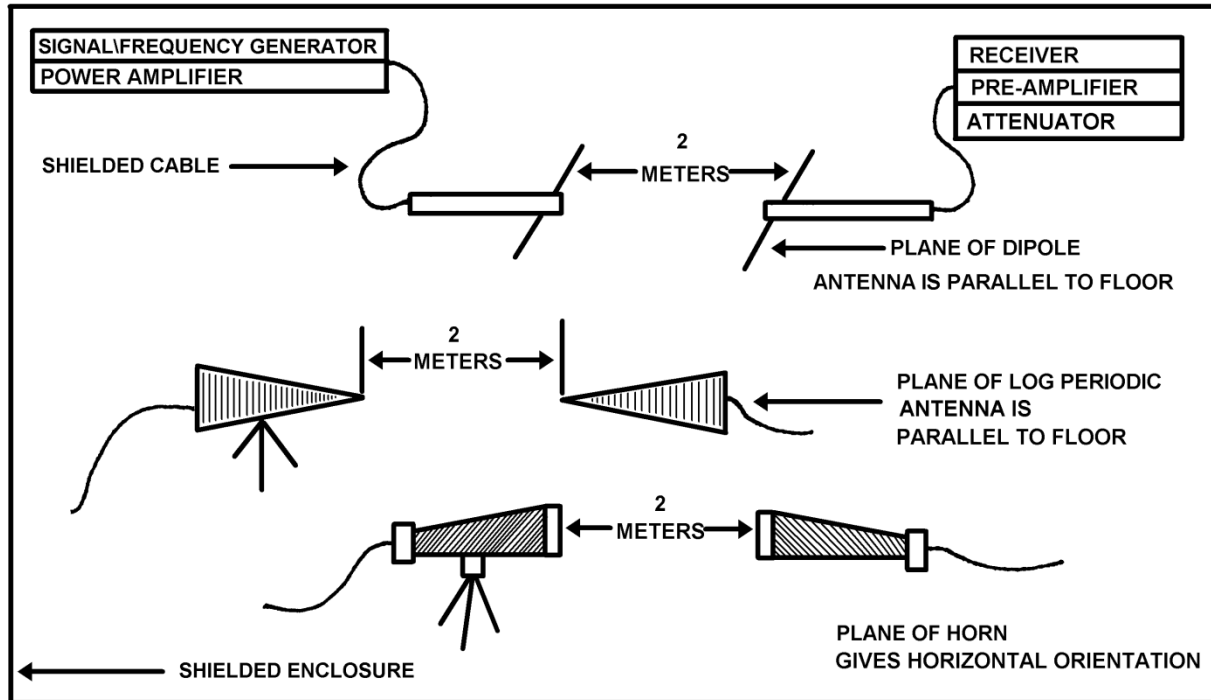 SIGNAL\FREQUENCY GENERATOR
POWER AMPLIFIER
RECEIVER
PRE-AMPLIFIER
ATTENUATOR
SHIELDED CABLE
2
METERS
PLANE OF DIPOLE
ANTENNA IS PARALLEL TO FLOOR
2
METERS
PLANE OF LOG PERIODIC
ANTENNA IS
PARALLEL TO FLOOR
2
METERS
PLANE OF HORN
GIVES HORIZONTAL ORIENTATION
SHIELDED ENCLOSURE